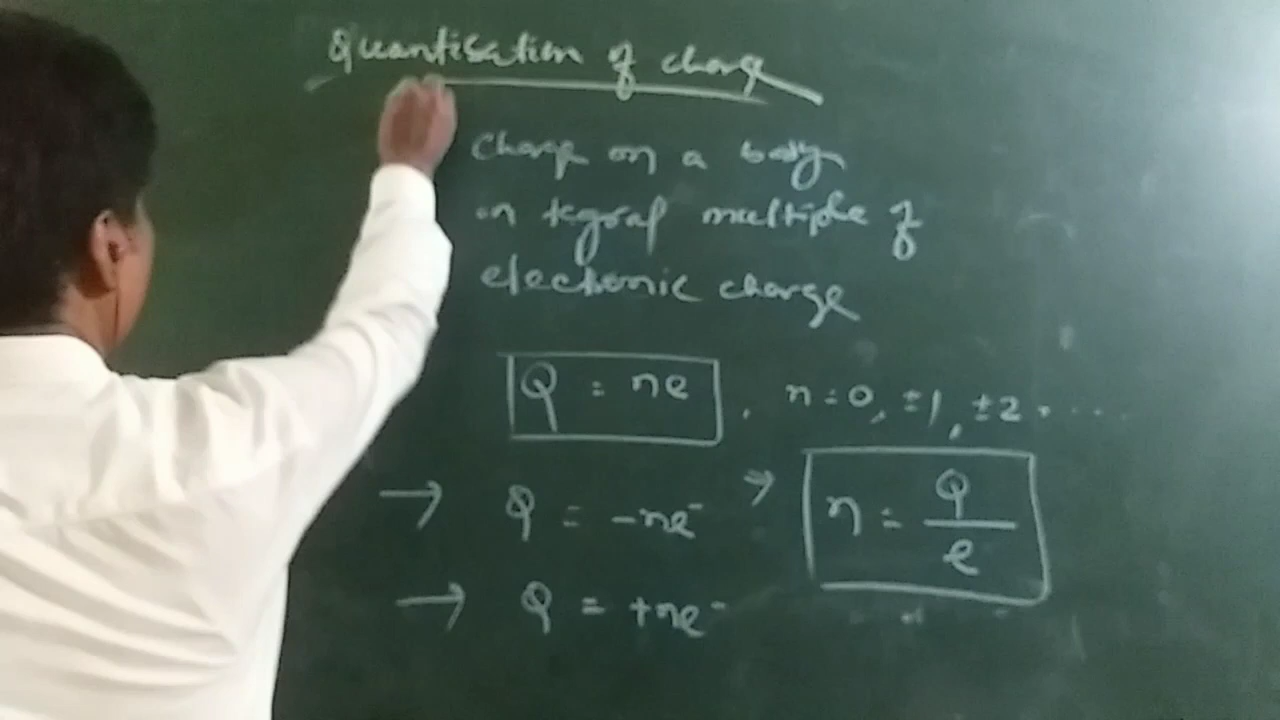 Quantisation of charge
Charge on a body
integral multiple of
electronic charge
Q = ne , n = 0, ±1, ±2, ....
→ Q = -ne⁻ → n = Q/e
→ Q = +ne⁻